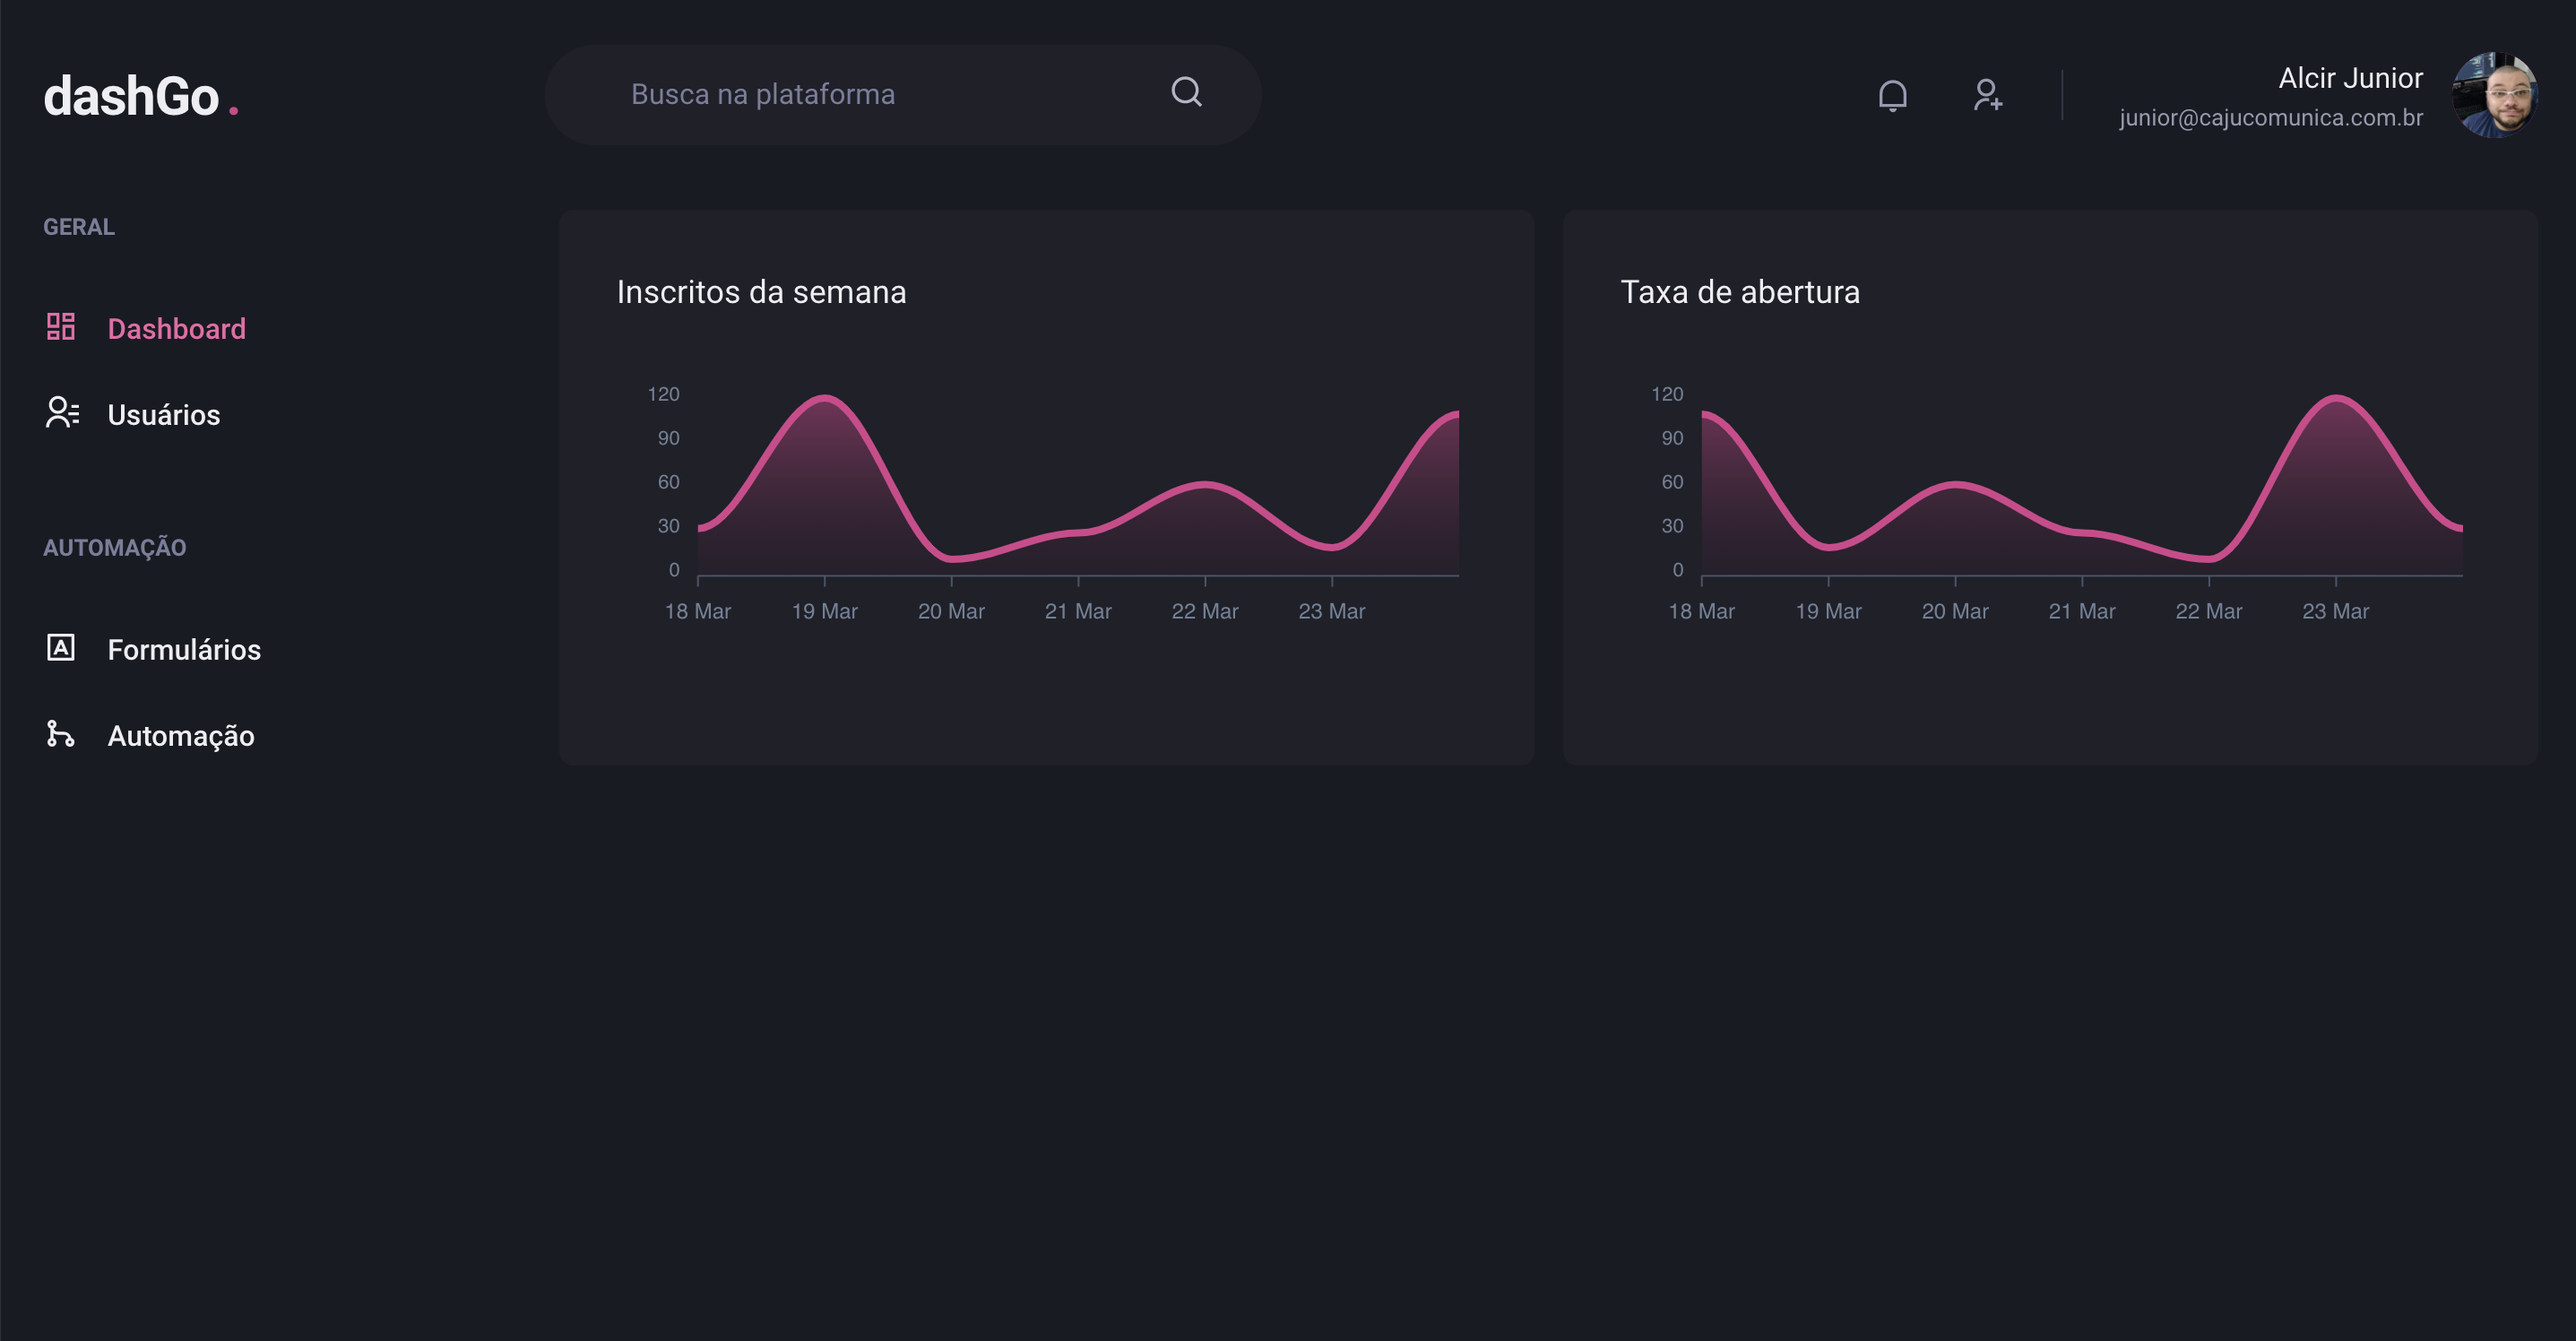 dashGo.
Busca na plataforma
Alcir Junior
junior@cajucomunica.com.br
GERAL
Dashboard
Usuários
AUTOMAÇÃO
Formulários
Automação
Inscritos da semana
120
90
60
30
0
18 Mar 19 Mar 20 Mar 21 Mar 22 Mar 23 Mar
Taxa de abertura
120
90
60
30
0
18 Mar 19 Mar 20 Mar 21 Mar 22 Mar 23 Mar